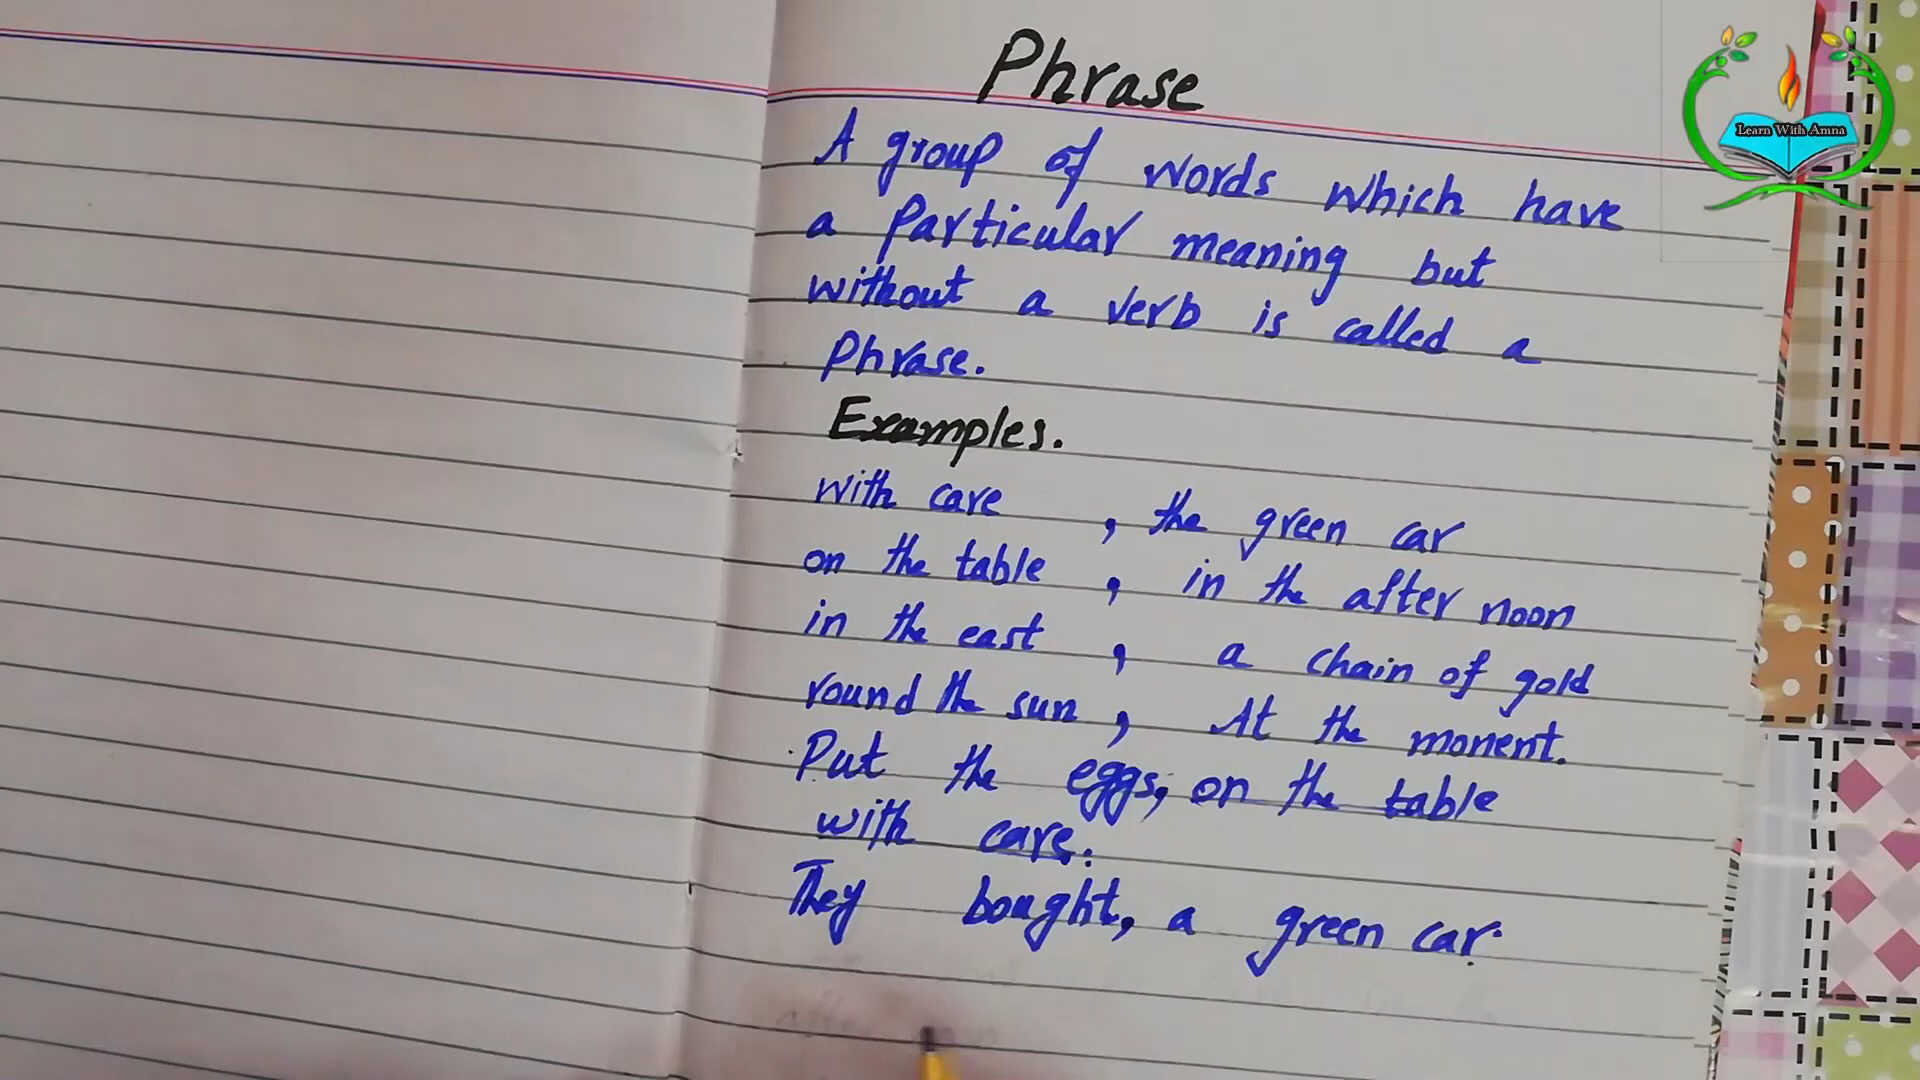 Phrase
A group of words which have
a particular meaning but
without a verb is called a
Phrase.
Examples.
with care , the green car
on the table , in the after noon
in the east , a chain of gold
round the sun , At the monent.
Put the eggs, on the table
with care.
They bought, a green car.
Learn With Amna